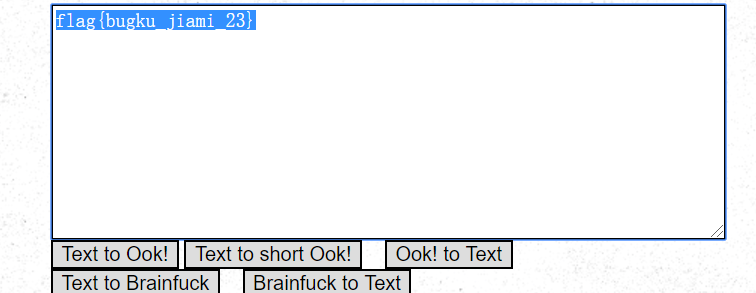 flag{bugku_jiami_23}
Text to Ook! Text to short Ook! Ook! to Text
Text to Brainfuck Brainfuck to Text